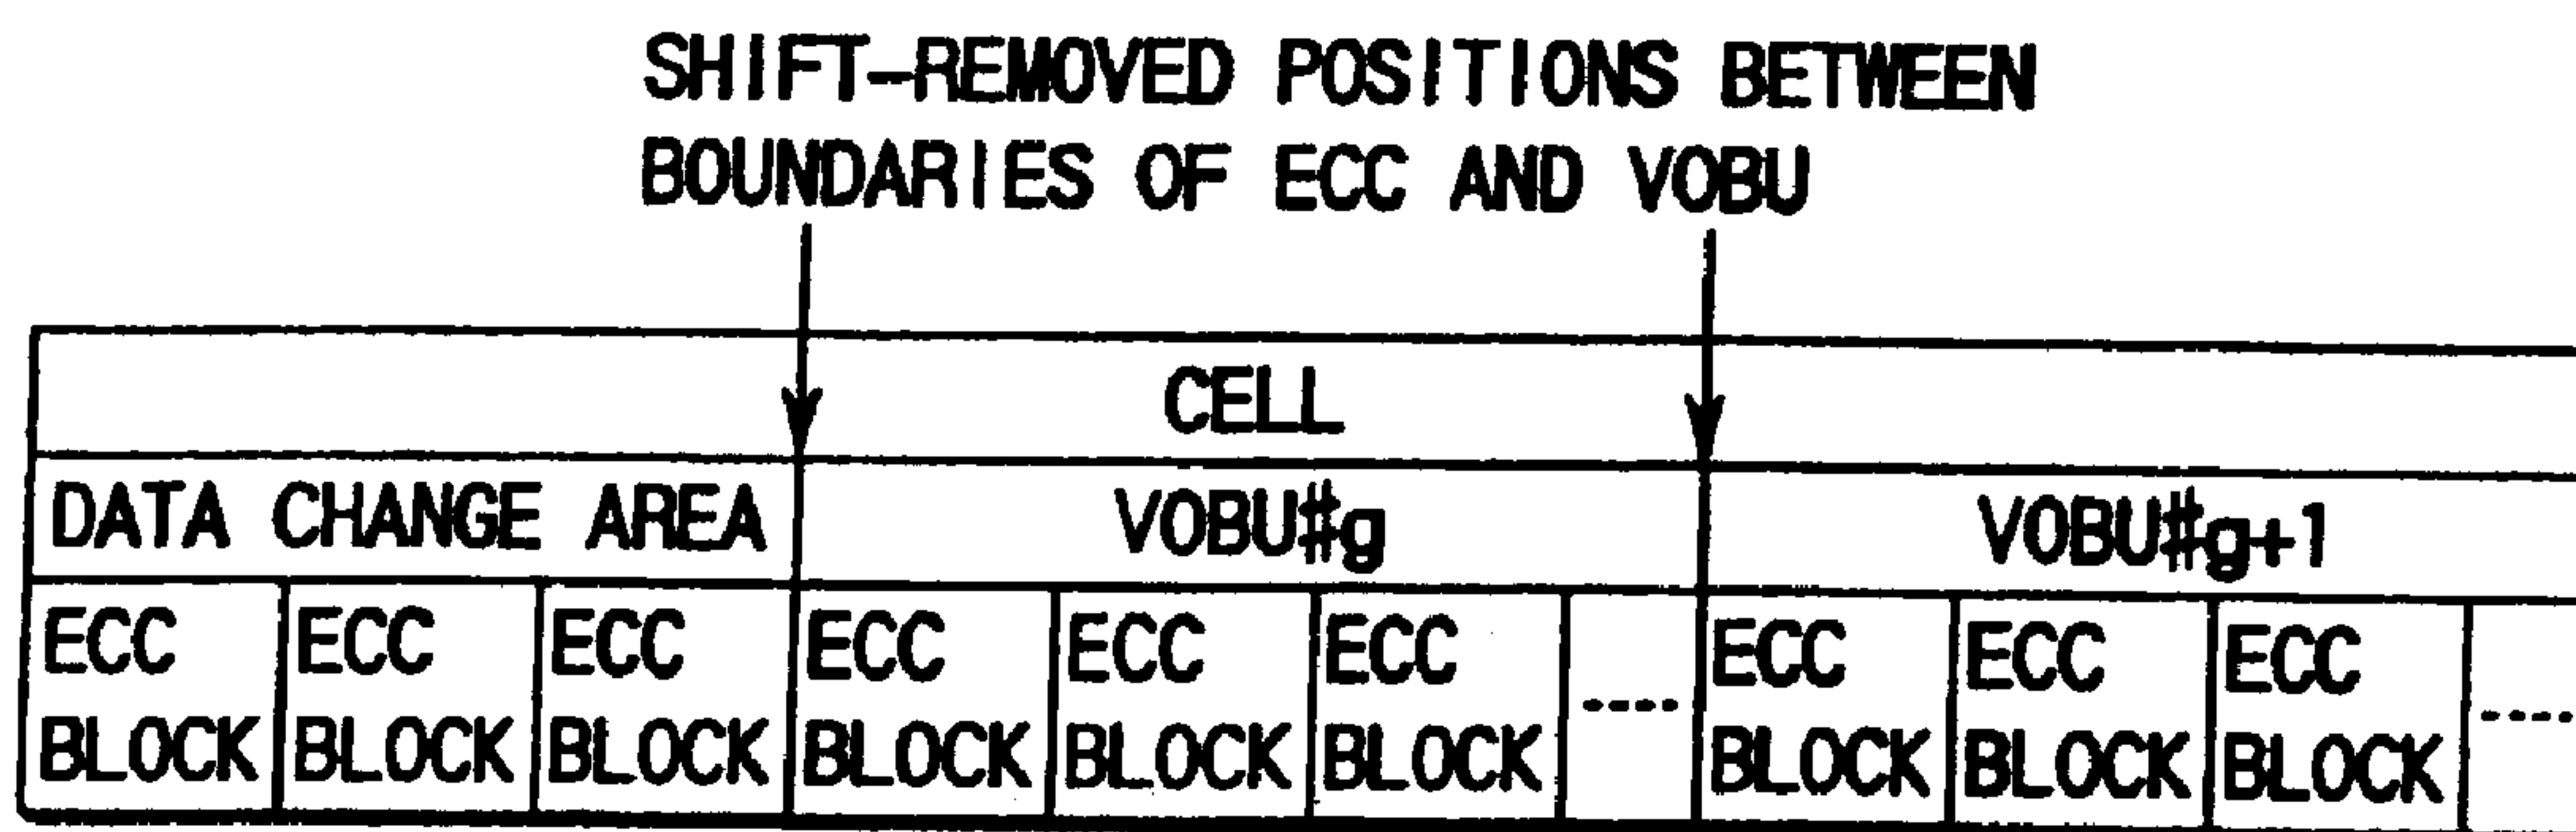 SHIFT-REMOVED POSITIONS BETWEEN
BOUNDARIES OF ECC AND VOBU
CELL
DATA CHANGE AREA VOBU#g VOBU#g+1
ECC ECC ECC ECC ECC ECC ECC ECC ECC
BLOCK BLOCK BLOCK BLOCK BLOCK BLOCK ---- BLOCK BLOCK BLOCK ----